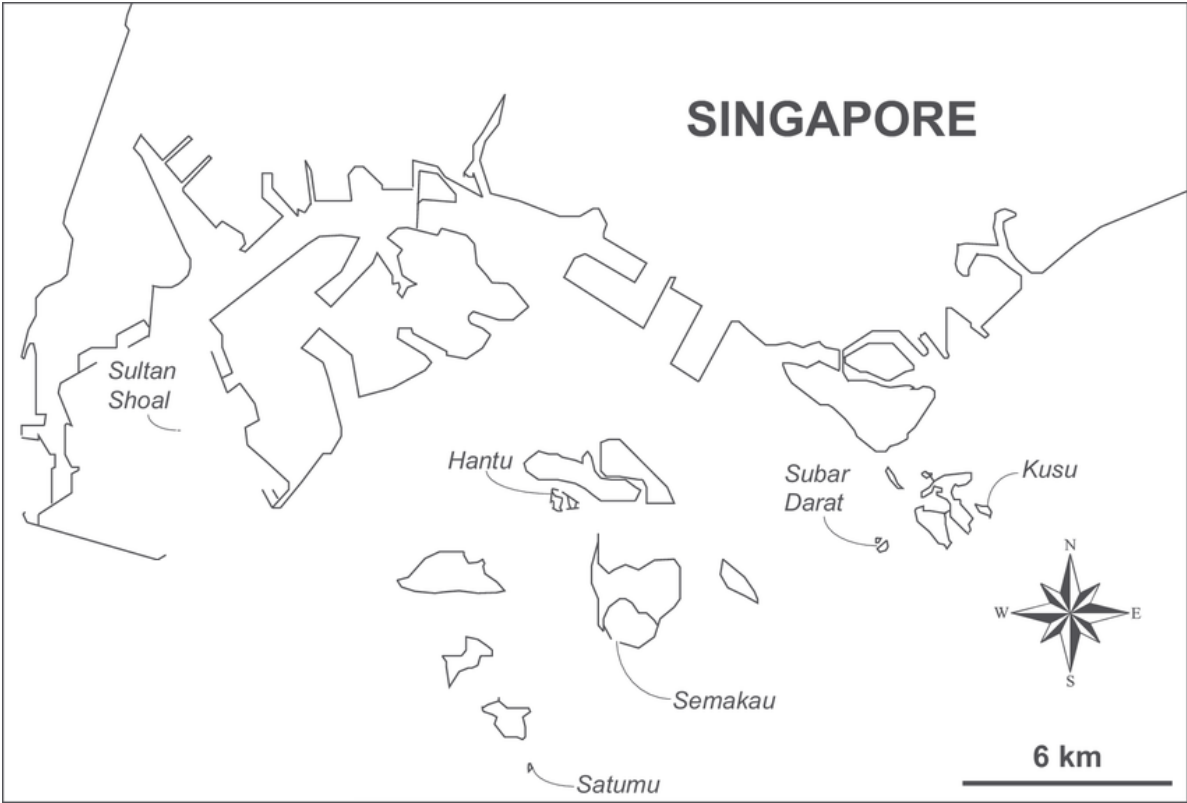 SINGAPORE
Sultan
Shoal
Hantu
Subar
Darat
Kusu
N
W
E
S
Semakau
6 km
Satumu